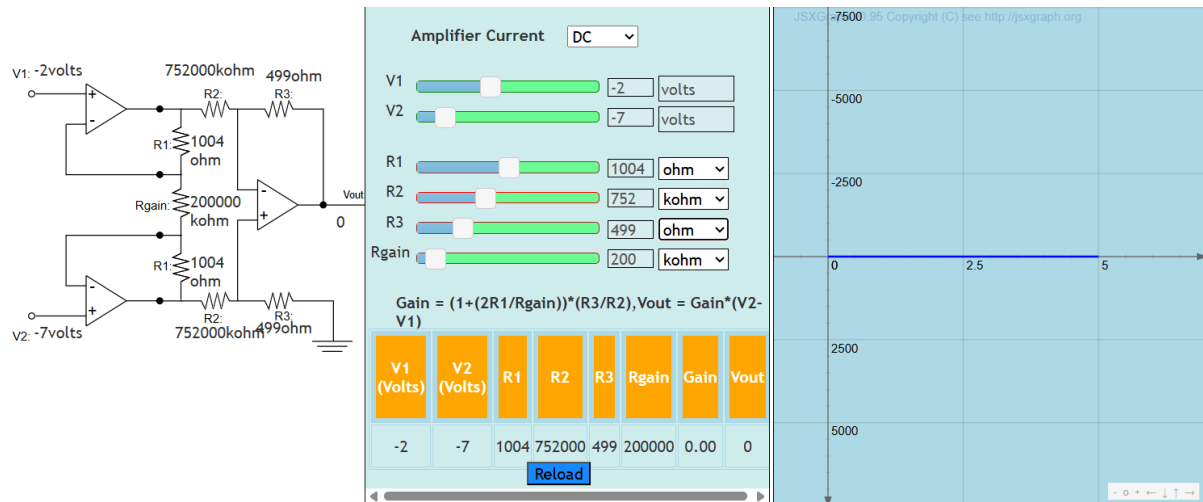 V1: -2volts
752000kohm
499ohm
R2:
R3:
+
-
R1:
1004
ohm
Rgain:
200000
kohm
-
+
Vout
0
R1:
1004
ohm
-
+
V2: -7volts
R2:
752000kohm
R3:
499ohm
Amplifier Current DC
V1 -2 volts
V2 -7 volts
R1 1004 ohm
R2 752 kohm
R3 499 ohm
Rgain 200 kohm
Gain = (1+(2R1/Rgain))*(R3/R2),Vout = Gain*(V2-
V1)
V1 (Volts) V2 (Volts) R1 R2 R3 Rgain Gain Vout
-2 -7 1004 752000 499 200000 0.00 0
Reload
.95 Copyright (C) see http://jsxgraph.org
-7500
-5000
-2500
0 2.5 5
2500
5000
- o + ← ↓ ↑ →